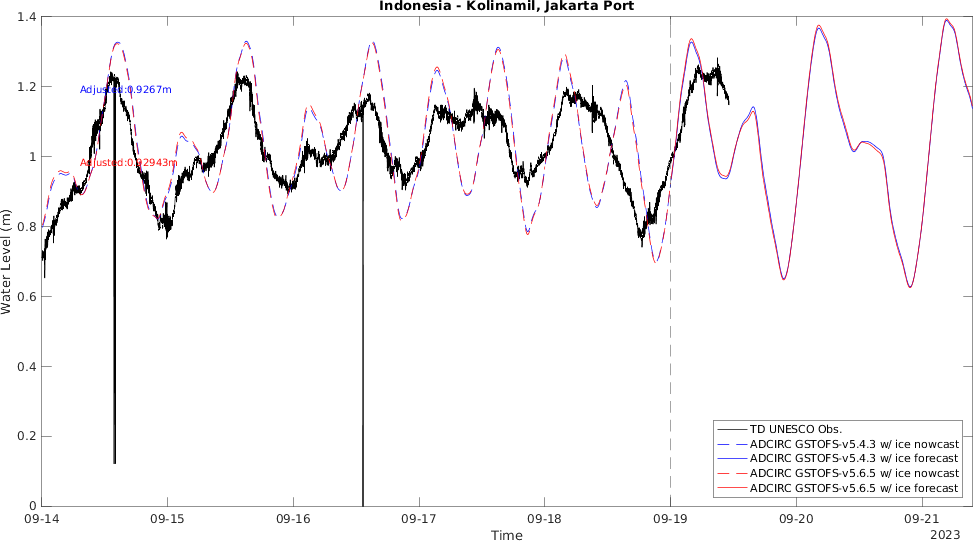 Indonesia - Kolinamil, Jakarta Port
1.4
1.2
1
0.8
0.6
0.4
0.2
0
Water Level (m)
Adjusted:0.9267m
Adjusted:0.92943m
TD UNESCO Obs.
ADCIRC GSTOFS-v5.4.3 w/ ice nowcast
ADCIRC GSTOFS-v5.4.3 w/ ice forecast
ADCIRC GSTOFS-v5.6.5 w/ ice nowcast
ADCIRC GSTOFS-v5.6.5 w/ ice forecast
09-14 09-15 09-16 09-17 09-18 09-19 09-20 09-21
Time
2023